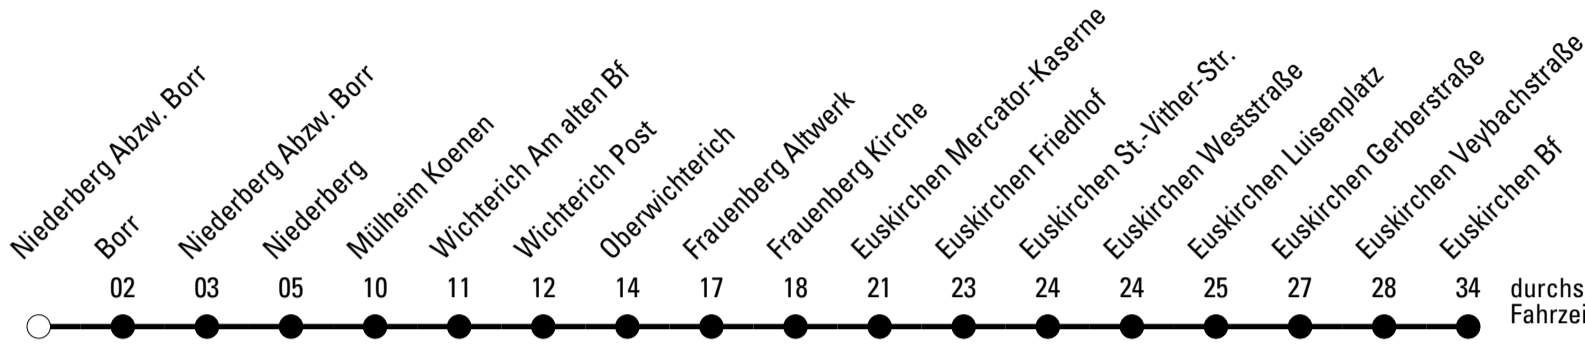 Niederberg Abzw. Borr
Borr
Niederberg Abzw. Borr
Niederberg
Mülheim Koenen
Wichterich Am alten Bf
Wichterich Post
Oberwichterich
Frauenberg Altwerk
Frauenberg Kirche
Euskirchen Mercator-Kaserne
Euskirchen Friedhof
Euskirchen St.-Vither-Str.
Euskirchen Weststraße
Euskirchen Luisenplatz
Euskirchen Gerberstraße
Euskirchen Veybachstraße
Euskirchen Bf
02 03 05 10 11 12 14 17 18 21 23 24 24 25 27 28 34 durchs
Fahrzei